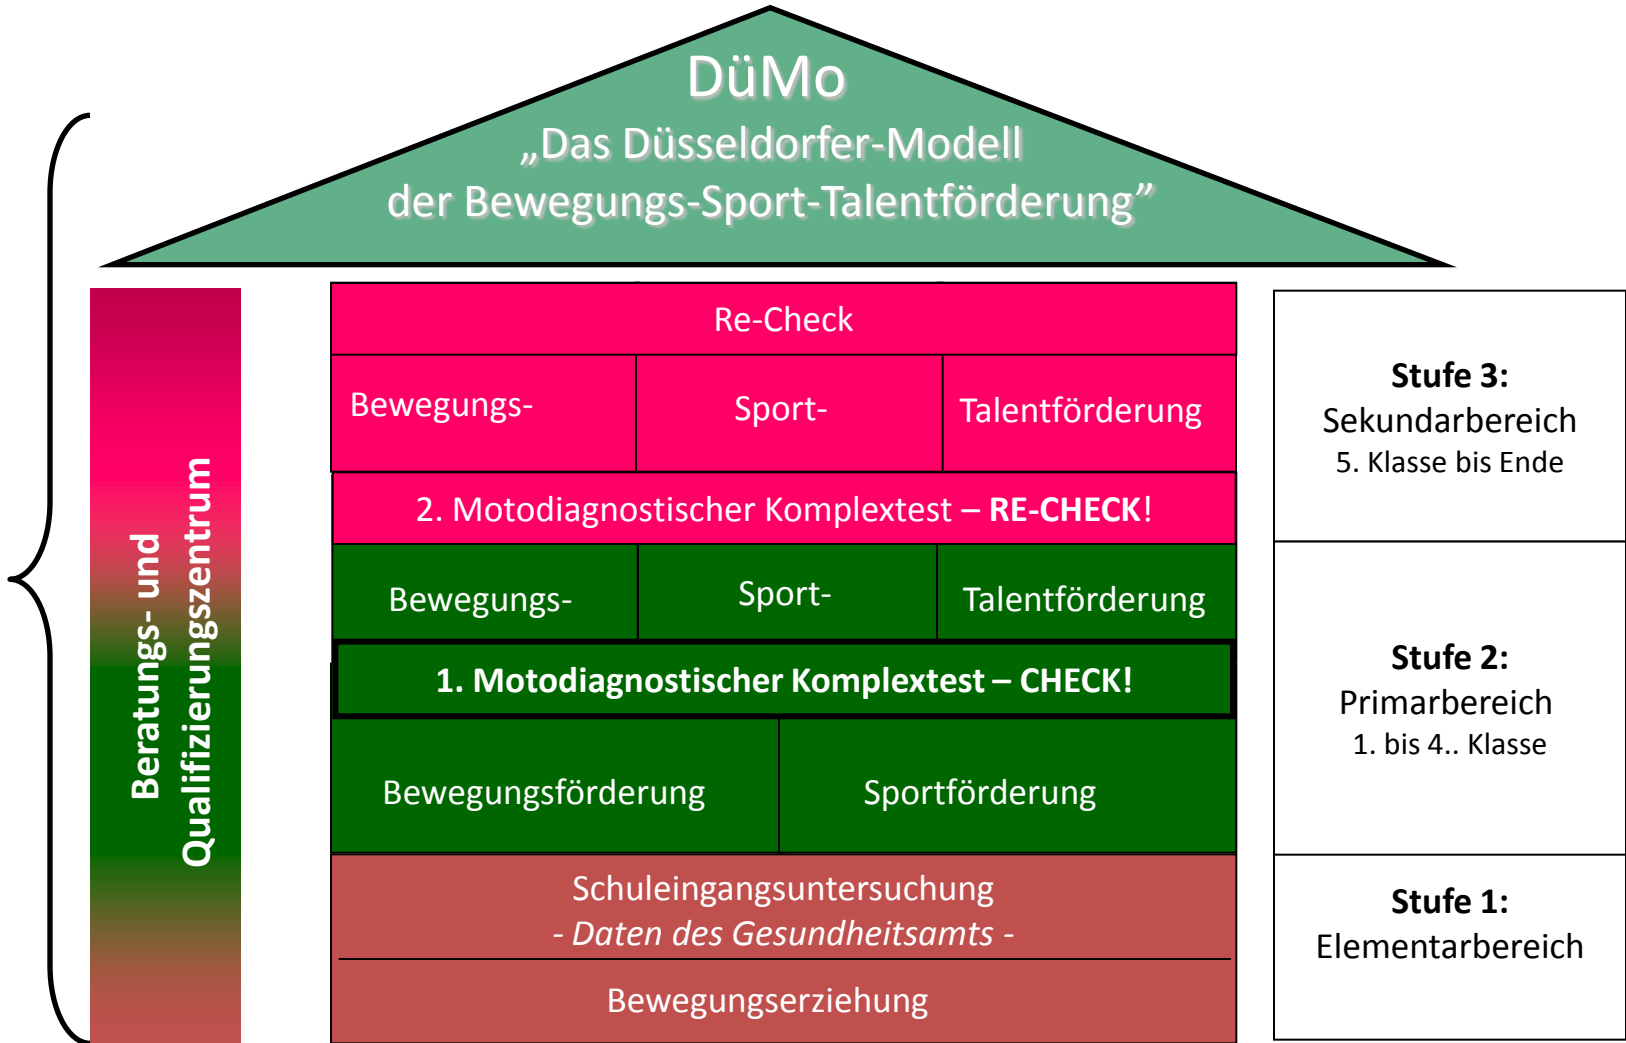 DüMo
„Das Düsseldorfer-Modell
der Bewegungs-Sport-Talentförderung”
Beratungs- und
Qualifizierungszentrum
Re-Check
Bewegungs-
Sport-
Talentförderung
2. Motodiagnostischer Komplextest – RE-CHECK!
Bewegungs-
Sport-
Talentförderung
1. Motodiagnostischer Komplextest – CHECK!
Bewegungsförderung
Sportförderung
Schuleingangsuntersuchung
- Daten des Gesundheitsamts -
Bewegungserziehung
Stufe 3:
Sekundarbereich
5. Klasse bis Ende
Stufe 2:
Primarbereich
1. bis 4.. Klasse
Stufe 1:
Elementarbereich